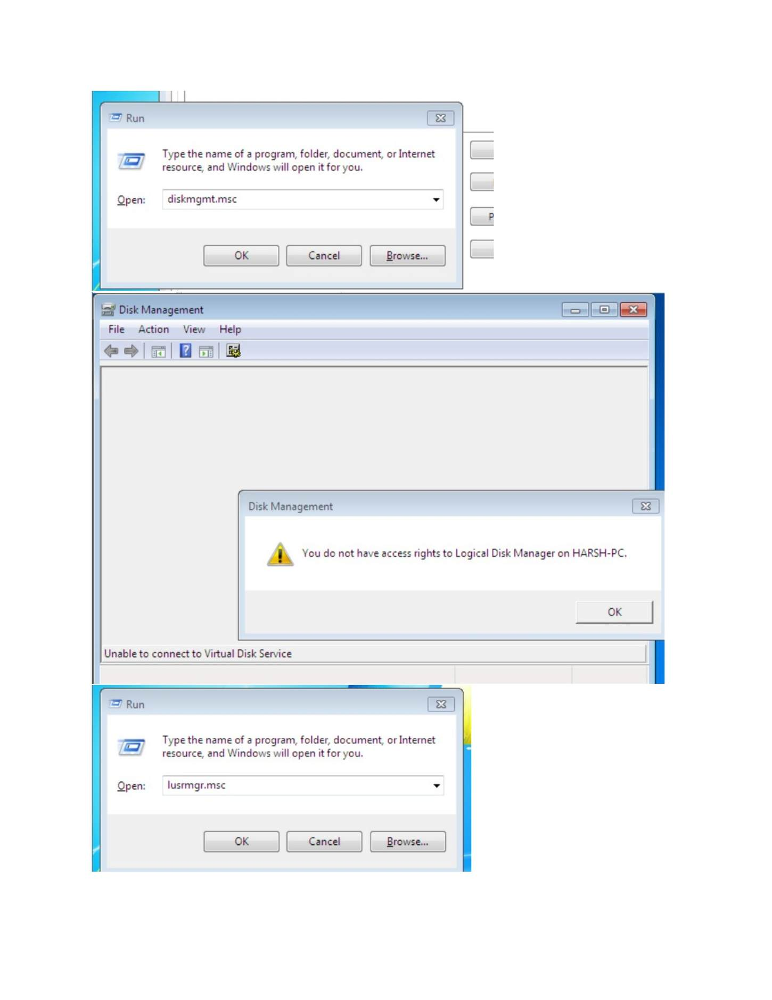 Run
Type the name of a program, folder, document, or Internet
resource, and Windows will open it for you.
Open: diskmgmt.msc
OK Cancel Browse...
P
Disk Management
File Action View Help
Disk Management
You do not have access rights to Logical Disk Manager on HARSH-PC.
OK
Unable to connect to Virtual Disk Service
Run
Type the name of a program, folder, document, or Internet
resource, and Windows will open it for you.
Open: lusrmgr.msc
OK Cancel Browse...